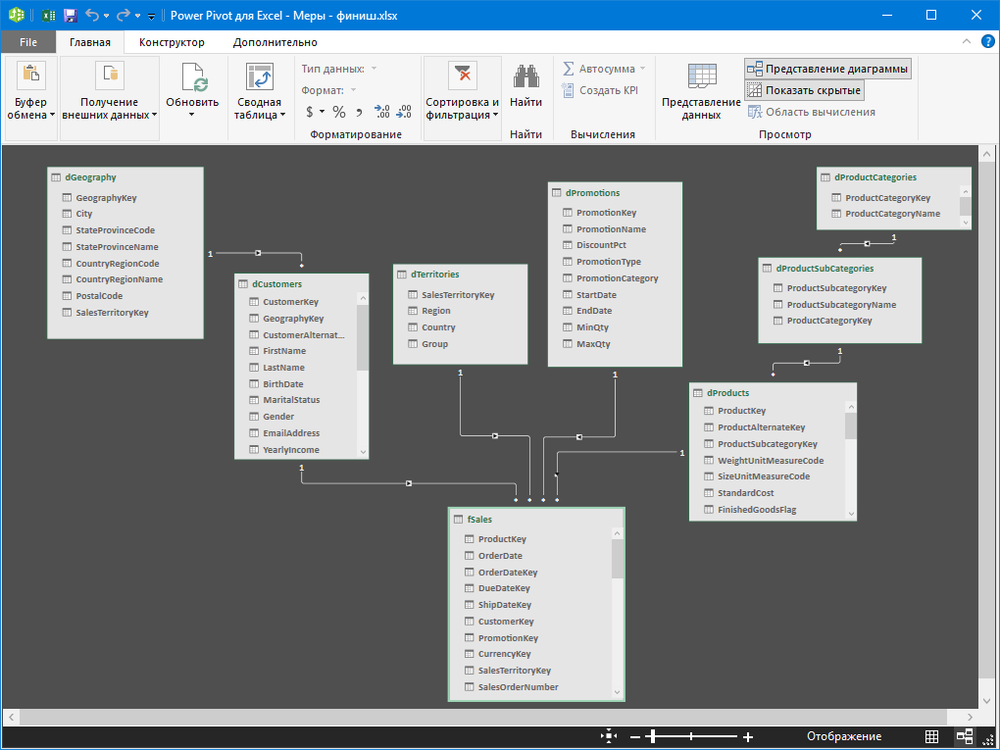 Power Pivot для Excel - Меры - финиш.xlsx
File
Главная
Конструктор
Дополнительно
Буфер
обмена
Получение
внешних данных
Обновить
Сводная
таблица
Тип данных:
Формат:
$ % ,
Форматирование
Сортировка и
фильтрация
Найти
Найти
Автосумма
Создать KPI
Вычисления
Представление
данных
Представление диаграммы
Показать скрытые
Область вычисления
Просмотр
dGeography
GeographyKey
City
StateProvinceCode
StateProvinceName
CountryRegionCode
CountryRegionName
PostalCode
SalesTerritoryKey
1
dCustomers
CustomerKey
GeographyKey
CustomerAlternat...
FirstName
LastName
BirthDate
MaritalStatus
Gender
EmailAddress
YearlyIncome
1
dTerritories
SalesTerritoryKey
Region
Country
Group
1
dPromotions
PromotionKey
PromotionName
DiscountPct
PromotionType
PromotionCategory
StartDate
EndDate
MinQty
MaxQty
1
dProductCategories
ProductCategoryKey
ProductCategoryName
1
dProductSubCategories
ProductSubcategoryKey
ProductSubcategoryName
ProductCategoryKey
1
dProducts
ProductKey
ProductAlternateKey
ProductSubcategoryKey
WeightUnitMeasureCode
SizeUnitMeasureCode
StandardCost
FinishedGoodsFlag
1
fSales
ProductKey
OrderDate
OrderDateKey
DueDateKey
ShipDateKey
CustomerKey
PromotionKey
CurrencyKey
SalesTerritoryKey
SalesOrderNumber
Отображение